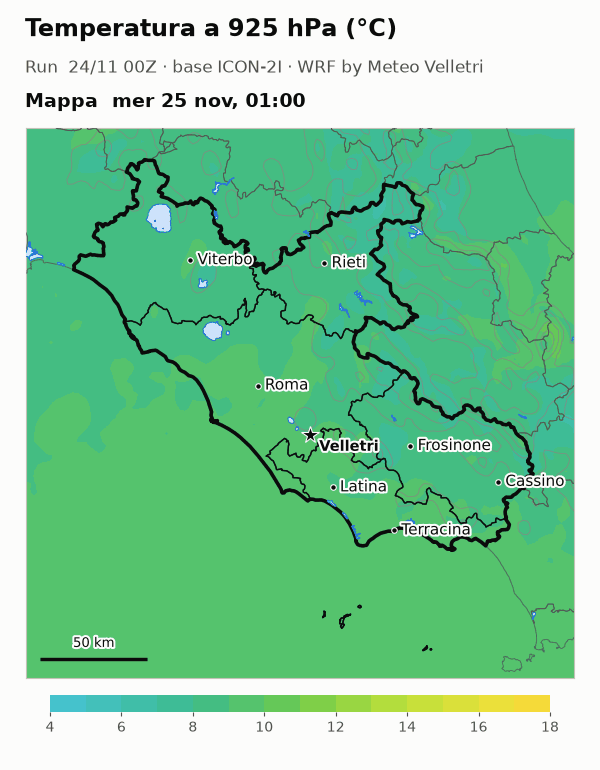 Temperatura a 925 hPa (°C)
Run  24/11 00Z · base ICON-2I · WRF by Meteo Velletri
Mappa  mer 25 nov, 01:00
Viterbo
Rieti
Roma
Velletri
Frosinone
Latina
Cassino
Terracina
50 km
4 6 8 10 12 14 16 18